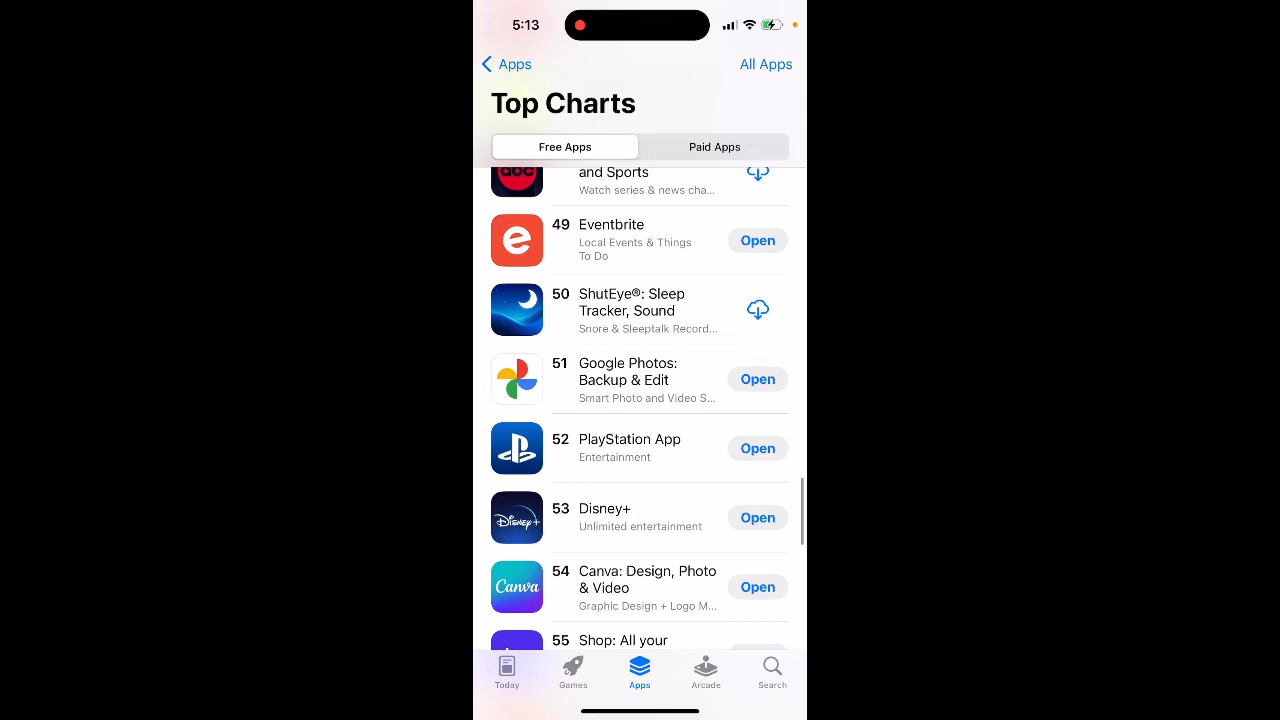 5:13
Apps
All Apps
Top Charts
Free Apps
Paid Apps
abc
and Sports
Watch series & news cha...
49 Eventbrite
Local Events & Things
To Do
Open
50 ShutEye®: Sleep
Tracker, Sound
Snore & Sleeptalk Record...
51 Google Photos:
Backup & Edit
Smart Photo and Video S...
Open
52 PlayStation App
Entertainment
Open
Disney+
53 Disney+
Unlimited entertainment
Open
Canva
54 Canva: Design, Photo
& Video
Graphic Design + Logo M...
Open
55 Shop: All your
Today
Games
Apps
Arcade
Search